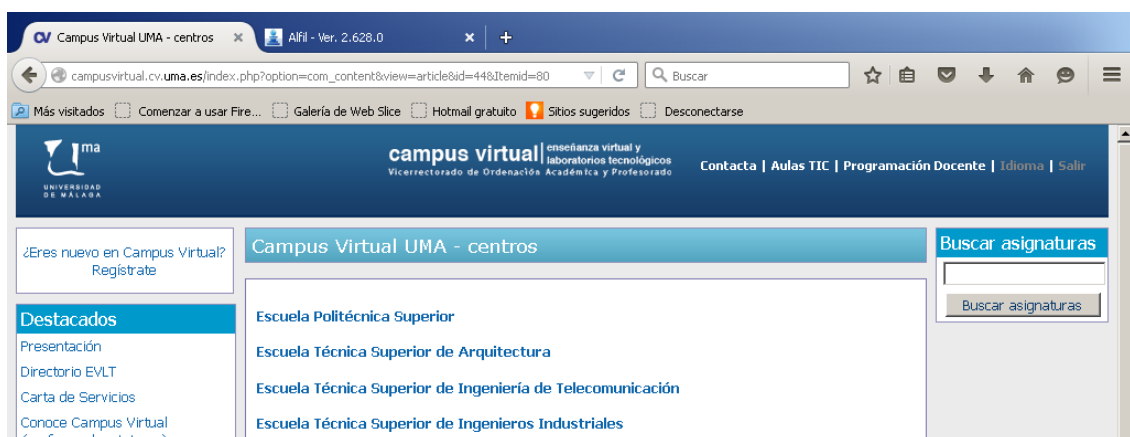 Campus Virtual UMA - centros
Alfil - Ver. 2.628.0
campusvirtual.cv.uma.es/index.php?option=com_content&view=article&id=44&Itemid=80
Buscar
Más visitados
Comenzar a usar Fire...
Galería de Web Slice
Hotmail gratuito
Sitios sugeridos
Desconectarse
uma
UNIVERSIDAD
DE MÁLAGA
campus virtual
enseñanza virtual y
laboratorios tecnológicos
Vicerrectorado de Ordenación Académica y Profesorado
Contacta | Aulas TIC | Programación Docente | Idioma | Salir
¿Eres nuevo en Campus Virtual?
Regístrate
Destacados
Presentación
Directorio EVLT
Carta de Servicios
Conoce Campus Virtual
Campus Virtual UMA - centros
Escuela Politécnica Superior
Escuela Técnica Superior de Arquitectura
Escuela Técnica Superior de Ingeniería de Telecomunicación
Escuela Técnica Superior de Ingenieros Industriales
Buscar asignaturas
Buscar asignaturas